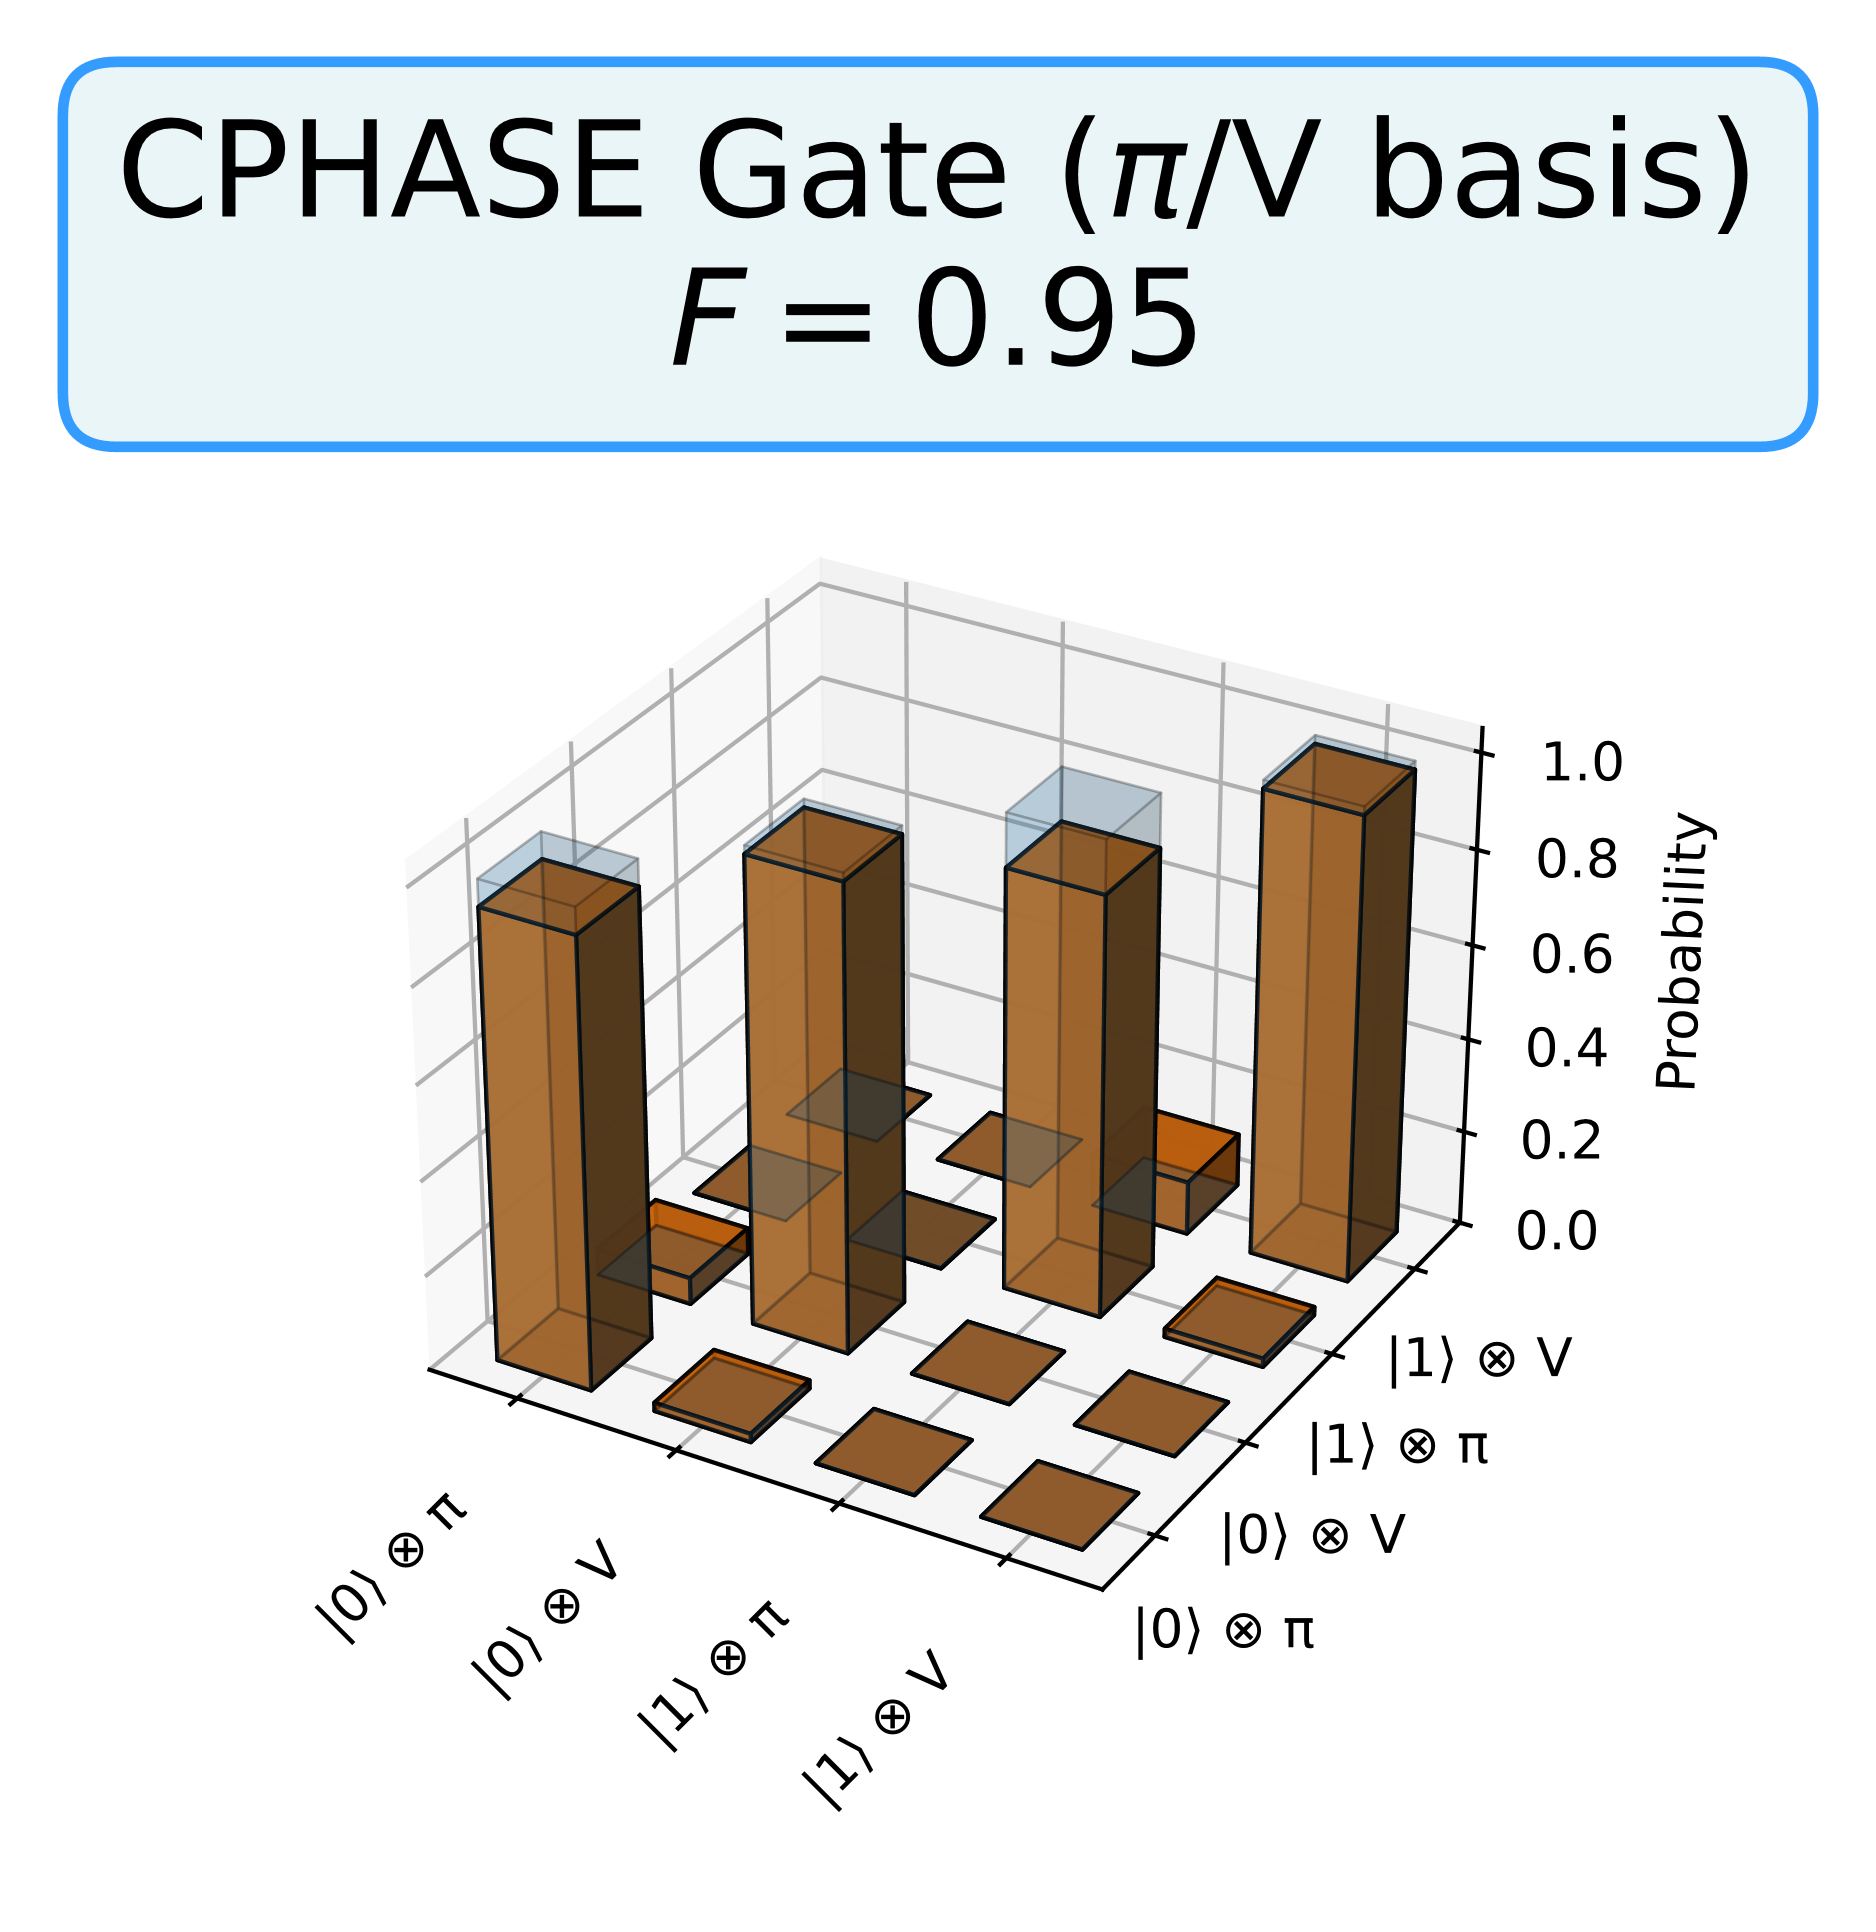 CPHASE Gate (π/V basis)
F = 0.95
1.0
0.8
0.6
0.4
0.2
0.0
Probability
|1⟩ ⊗ V
|1⟩ ⊗ π
|0⟩ ⊗ V
|0⟩ ⊗ π
|0⟩ ⊕ π
|0⟩ ⊕ V
|1⟩ ⊕ π
|1⟩ ⊕ V